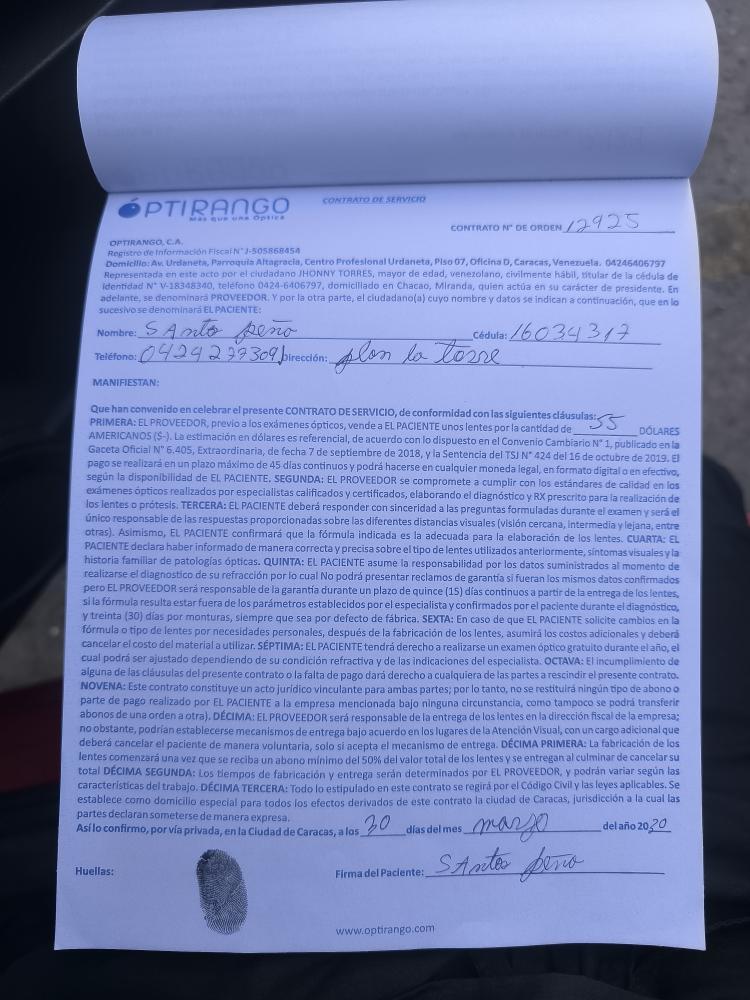 ÓPTIRANGO
Más que una Óptica
CONTRATO DE SERVICIO
CONTRATO N° DE ORDEN 12925
OPTIRANGO, C.A.
Registro de Información Fiscal N° J-505868454
Domicilio: Av. Urdaneta, Parroquia Altagracia, Centro Profesional Urdaneta, Piso 07, Oficina D, Caracas, Venezuela. 04246406797
Representada en este acto por el ciudadano JHONNY TORRES, mayor de edad, venezolano, civilmente hábil, titular de la cédula de
identidad N° V-18348340, teléfono 0424-6406797, domiciliado en Chacao, Miranda, quien actúa en su carácter de presidente. En
adelante, se denominará PROVEEDOR. Y por la otra parte, el ciudadano(a) cuyo nombre y datos se indican a continuación, que en lo
sucesivo se denominará EL PACIENTE:
Nombre: SAntos peño Cédula: 16034317
Teléfono: 0424 Dirección: plan la torre
MANIFIESTAN:
Que han convenido en celebrar el presente CONTRATO DE SERVICIO, de conformidad con las siguientes cláusulas:
PRIMERA: EL PROVEEDOR, previo a los exámenes ópticos, vende a EL PACIENTE unos lentes por la cantidad de 55 DÓLARES
AMERICANOS ($-). La estimación en dólares es referencial, de acuerdo con lo dispuesto en el Convenio Cambiario N° 1, publicado en la
Gaceta Oficial N° 6.405, Extraordinaria, de fecha 7 de septiembre de 2018, y la Sentencia del TSJ N° 424 del 16 de octubre de 2019. El
pago se realizará en un plazo máximo de 45 días continuos y podrá hacerse en cualquier moneda legal, en formato digital o en efectivo,
según la disponibilidad de EL PACIENTE. SEGUNDA: EL PROVEEDOR se compromete a cumplir con los estándares de calidad en los
exámenes ópticos realizados por especialistas calificados y certificados, elaborando el diagnóstico y RX prescrito para la realización de
los lentes o prótesis. TERCERA: EL PACIENTE deberá responder con sinceridad a las preguntas formuladas durante el examen y será el
único responsable de las respuestas proporcionadas sobre las diferentes distancias visuales (visión cercana, intermedia y lejana, entre
otras). Asimismo, EL PACIENTE confirmará que la fórmula indicada es la adecuada para la elaboración de los lentes. CUARTA: EL
PACIENTE declara haber informado de manera correcta y precisa sobre el tipo de lentes utilizados anteriormente, síntomas visuales y la
historia familiar de patologías ópticas. QUINTA: EL PACIENTE asume la responsabilidad por los datos suministrados al momento de
realizarse el diagnostico de su refracción por lo cual No podrá presentar reclamos de garantía si fueran los mismos datos confirmados
pero EL PROVEEDOR será responsable de la garantía durante un plazo de quince (15) días continuos a partir de la entrega de los lentes,
si la fórmula resulta estar fuera de los parámetros establecidos por el especialista y confirmados por el paciente durante el diagnóstico,
y treinta (30) días por monturas, siempre que sea por defecto de fábrica. SEXTA: En caso de que EL PACIENTE solicite cambios en la
fórmula o tipo de lentes por necesidades personales, después de la fabricación de los lentes, asumirá los costos adicionales y deberá
cancelar el costo del material a utilizar. SÉPTIMA: EL PACIENTE tendrá derecho a realizarse un examen óptico gratuito durante el año, el
cual podrá ser ajustado dependiendo de su condición refractiva y de las indicaciones del especialista. OCTAVA: El incumplimiento de
alguna de las cláusulas del presente contrato o la falta de pago dará derecho a cualquiera de las partes a rescindir el presente contrato.
NOVENA: Este contrato constituye un acto jurídico vinculante para ambas partes; por lo tanto, no se restituirá ningún tipo de abono o
parte de pago realizado por EL PACIENTE a la empresa mencionada bajo ninguna circunstancia, como tampoco se podrá transferir
abonos de una orden a otra). DÉCIMA: EL PROVEEDOR será responsable de la entrega de los lentes en la dirección fiscal de la empresa;
no obstante, podrían establecerse mecanismos de entrega bajo acuerdo en los lugares de la Atención Visual, con un cargo adicional que
deberá cancelar el paciente de manera voluntaria, solo si acepta el mecanismo de entrega. DÉCIMA PRIMERA: La fabricación de los
lentes comenzará una vez que se reciba un abono mínimo del 50% del valor total de los lentes y se entregan al culminar de cancelar su
total DÉCIMA SEGUNDA: Los tiempos de fabricación y entrega serán determinados por EL PROVEEDOR, y podrán variar según las
características del trabajo. DÉCIMA TERCERA: Todo lo estipulado en este contrato se regirá por el Código Civil y las leyes aplicables. Se
establece como domicilio especial para todos los efectos derivados de este contrato la ciudad de Caracas, jurisdicción a la cual las
partes declaran someterse de manera expresa.
Así lo confirmo, por vía privada, en la Ciudad de Caracas, a los 30 días del mes marzo del año 2020
Huellas:
Firma del Paciente: SAntos peño
www.optirango.com